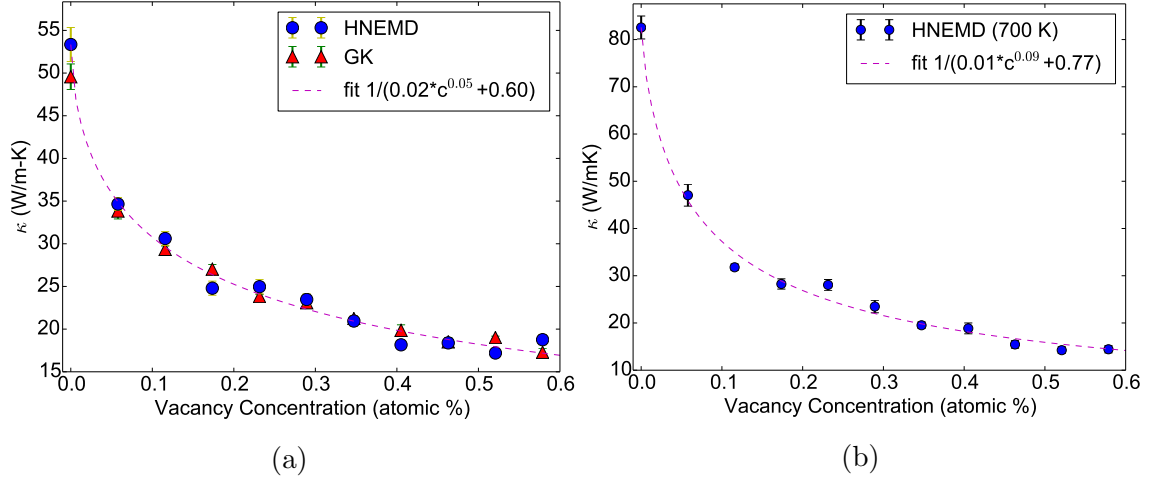 55
50
45
40
35
30
25
20
15
κ (W/m-K)
0.0 0.1 0.2 0.3 0.4 0.5 0.6
Vacancy Concentration (atomic %)
HNEMD
GK
fit 1/(0.02*c^0.05+0.60)
(a)
80
70
60
50
40
30
20
10
κ (W/mK)
0.0 0.1 0.2 0.3 0.4 0.5 0.6
Vacancy Concentration (atomic %)
HNEMD (700 K)
fit 1/(0.01*c^0.09+0.77)
(b)